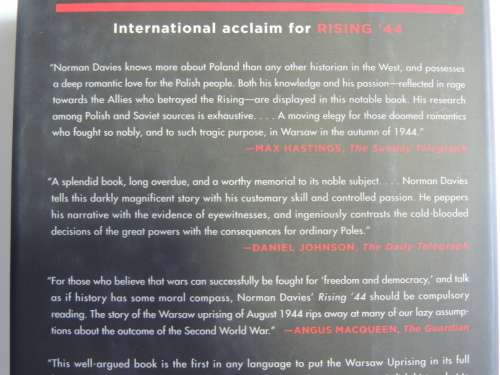 International acclaim for RISING '44
"Norman Davies knows more about Poland than any other historian in the West, and possesses
a deep romantic love for the Polish people. Both his knowledge and his passion—reflected in rage
towards the Allies who betrayed the Rising—are displayed in this notable book. His research
among Polish and Soviet sources is exhaustive. . . . A moving elegy for those doomed romantics
who fought so nobly, and to such tragic purpose, in Warsaw in the autumn of 1944."
—MAX HASTINGS, The Sunday Telegraph
"A splendid book, long overdue, and a worthy memorial to its noble subject. . . . Norman Davies
tells this darkly magnificent story with his customary skill and controlled passion. He peppers
his narrative with the evidence of eyewitnesses, and ingeniously contrasts the cold-blooded
decisions of the great powers with the consequences for ordinary Poles."
—DANIEL JOHNSON, The Daily Telegraph
"For those who believe that wars can successfully be fought for 'freedom and democracy,' and talk
as if history has some moral compass, Norman Davies' Rising '44 should be compulsory
reading. The story of the Warsaw uprising of August 1944 rips away at many of our lazy assump-
tions about the outcome of the Second World War." —ANGUS MACQUEEN, The Guardian
"This well-argued book is the first in any language to put the Warsaw Uprising in its full